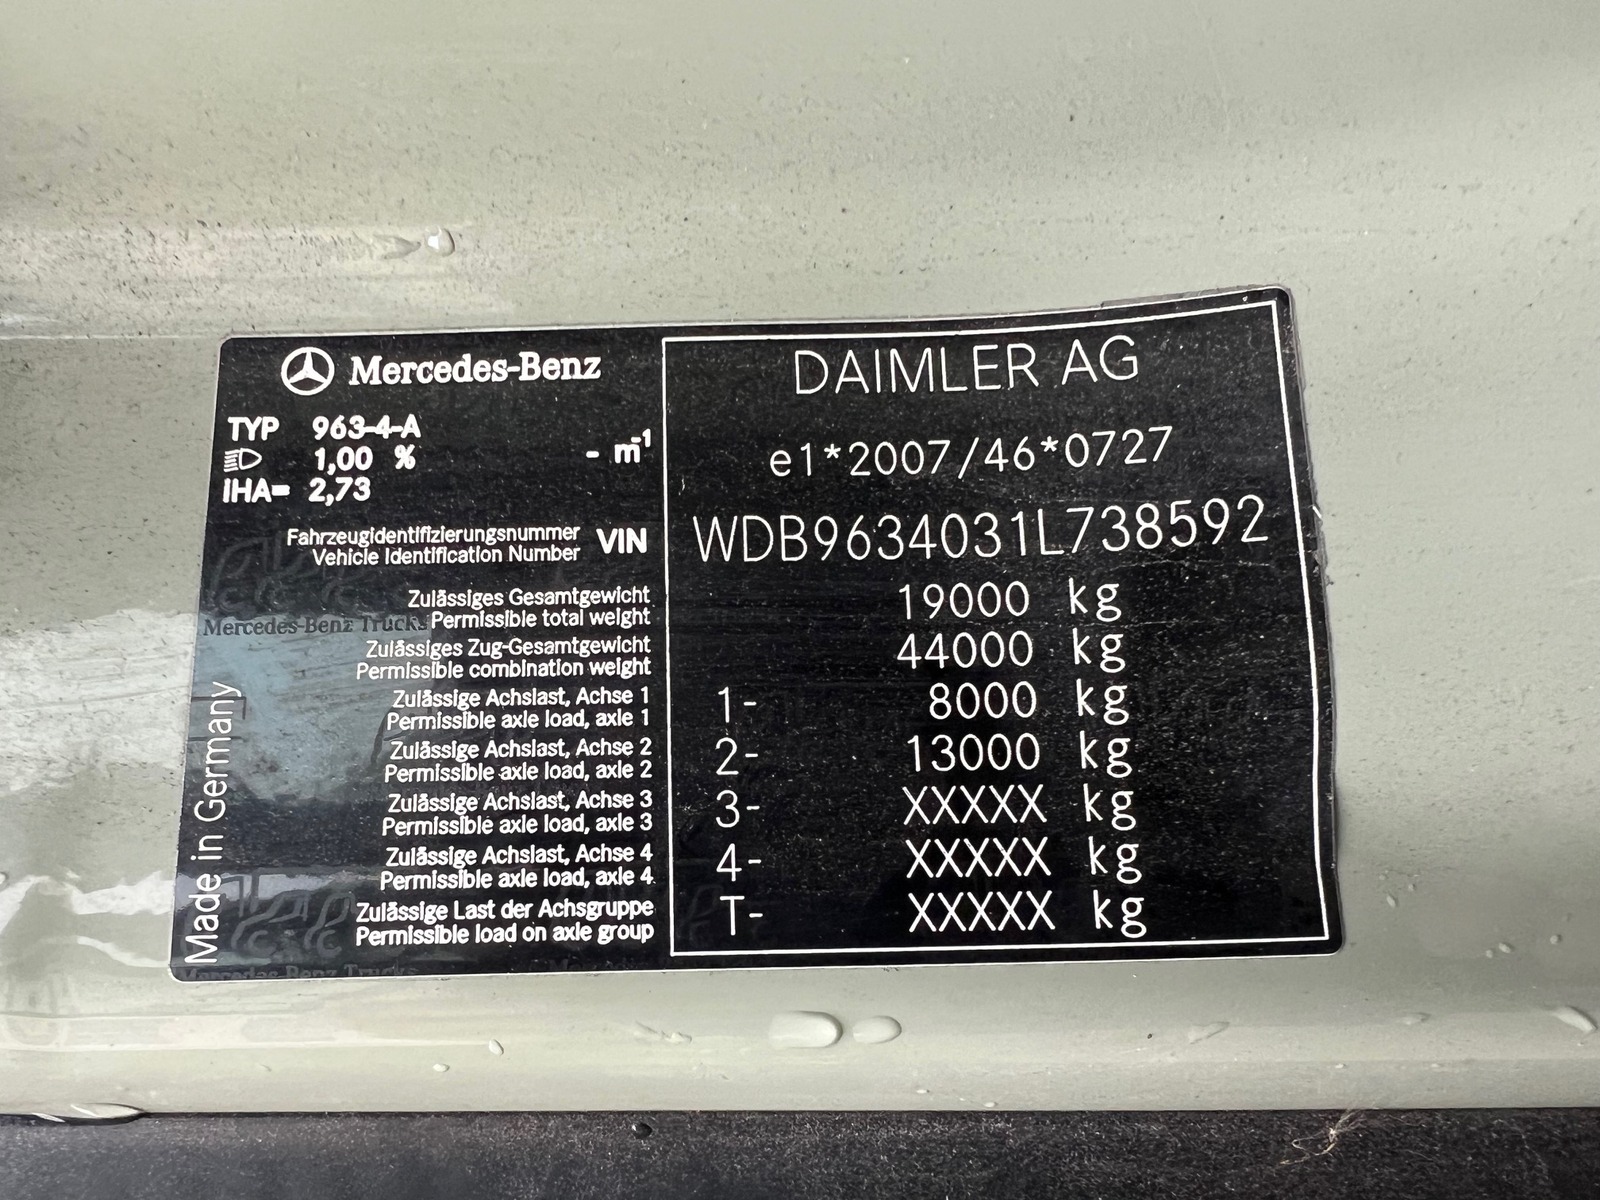 Mercedes-Benz
TYP 963-4-A
1,00 % - m-1
IHA= 2,73
Fahrzeugidentifizierungsnummer
Vehicle Identification Number VIN
Zulässiges Gesamtgewicht
Permissible total weight
Mercedes-Benz Trucks
Zulässiges Zug-Gesamtgewicht
Permissible combination weight
Zulässige Achslast, Achse 1
Permissible axle load, axle 1
Zulässige Achslast, Achse 2
Permissible axle load, axle 2
Zulässige Achslast, Achse 3
Permissible axle load, axle 3
Zulässige Achslast, Achse 4
Permissible axle load, axle 4
Zulässige Last der Achsgruppe
Permissible load on axle group
Mercedes-Benz Trucks
Made in Germany
DAIMLER AG
e1*2007/46*0727
WDB9634031L738592
19000 kg
44000 kg
1- 8000 kg
2- 13000 kg
3- XXXXX kg
4- XXXXX kg
T- XXXXX kg